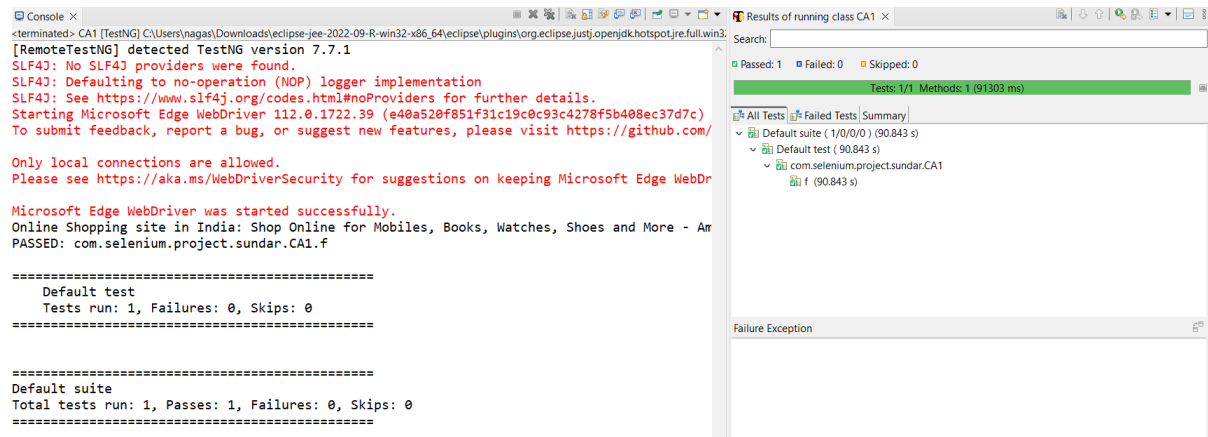 Console
<terminated> CA1 [TestNG] C:\Users\nagas\Downloads\eclipse-jee-2022-09-R-win32-x86_64\eclipse\plugins\org.eclipse.justj.openjdk.hotspot.jre.full.win3
[RemoteTestNG] detected TestNG version 7.7.1
SLF4J: No SLF4J providers were found.
SLF4J: Defaulting to no-operation (NOP) logger implementation
SLF4J: See https://www.slf4j.org/codes.html#noProviders for further details.
Starting Microsoft Edge WebDriver 112.0.1722.39 (e40a520f851f31c19c0c93c4278f5b408ec37d7c)
To submit feedback, report a bug, or suggest new features, please visit https://github.com/
Only local connections are allowed.
Please see https://aka.ms/WebDriverSecurity for suggestions on keeping Microsoft Edge WebDr
Microsoft Edge WebDriver was started successfully.
Online Shopping site in India: Shop Online for Mobiles, Books, Watches, Shoes and More - Am
PASSED: com.selenium.project.sundar.CA1.f
===============================================
Default test
Tests run: 1, Failures: 0, Skips: 0
===============================================
===============================================
Default suite
Total tests run: 1, Passes: 1, Failures: 0, Skips: 0
===============================================
Results of running class CA1
Search:
Passed: 1 Failed: 0 Skipped: 0
Tests: 1/1 Methods: 1 (91303 ms)
All Tests Failed Tests Summary
Default suite ( 1/0/0/0 ) (90.843 s)
Default test ( 90.843 s)
com.selenium.project.sundar.CA1
f (90.843 s)
Failure Exception